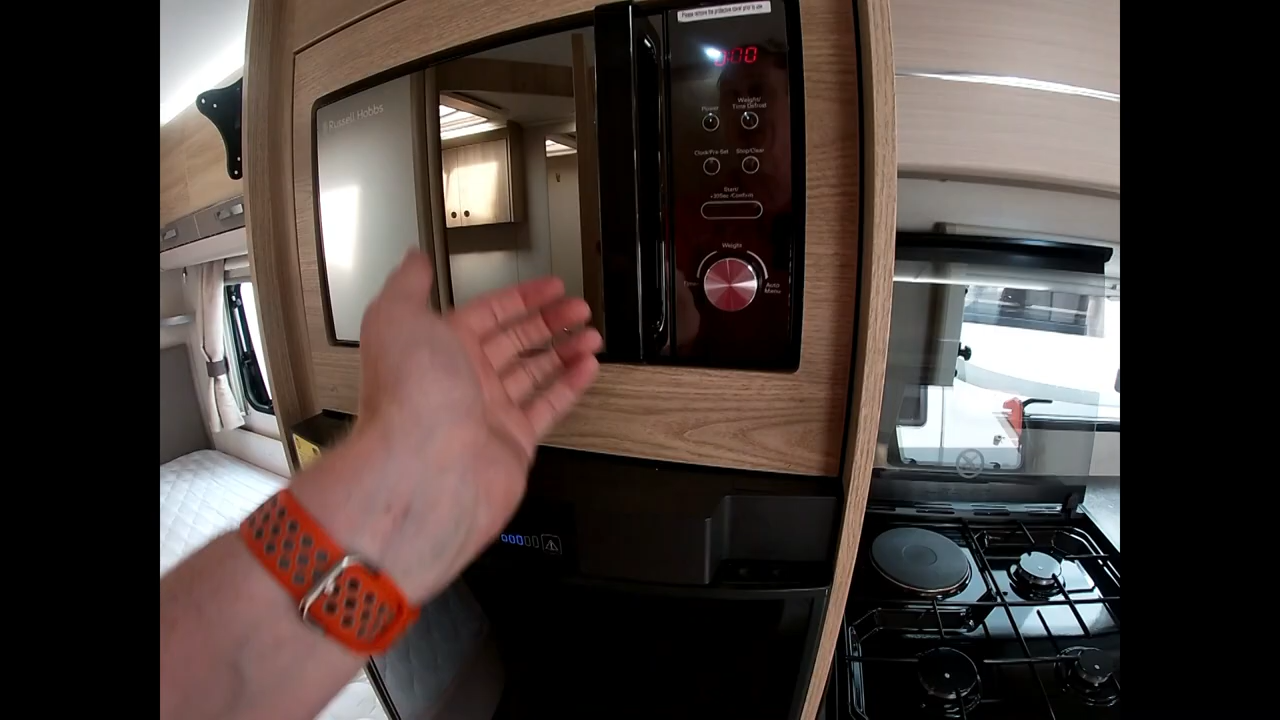 Please remove the protective cover prior to use
Russell Hobbs
:00
Power
Weight/
Time Defrost
Clock/Pre-Set
Stop/Clear
Start/
+30Sec./Confirm
Weight
Time
Auto
Menu